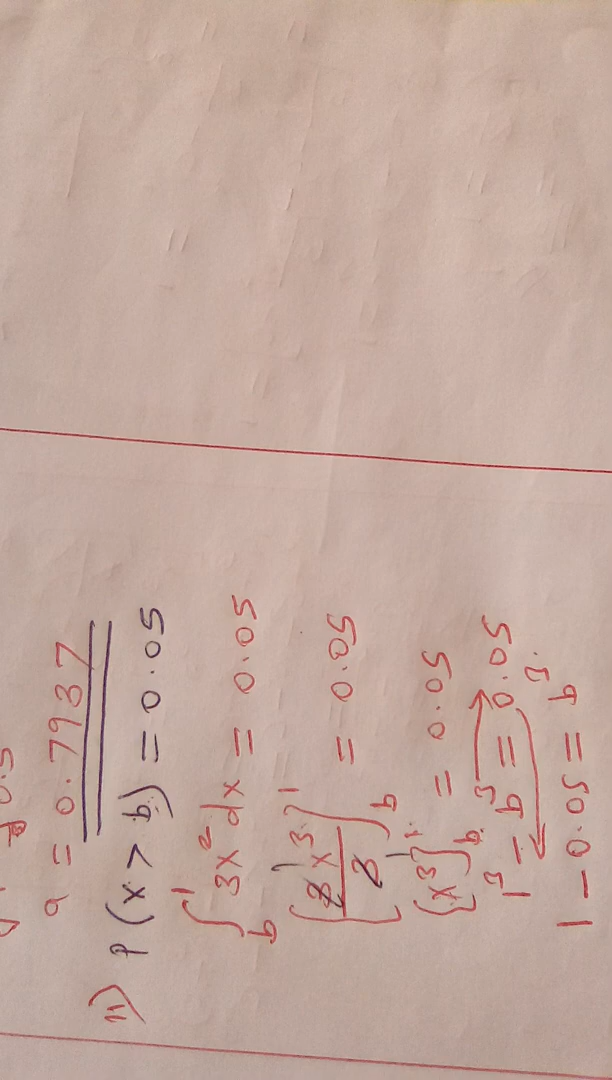 a = 0.7937
11) P(x > b) = 0.05
∫_b^1 3x² dx = 0.05
[3x³/3]_b^1 = 0.05
[x³]_b^1 = 0.05
1³ - b³ = 0.05
1 - 0.05 = b³.